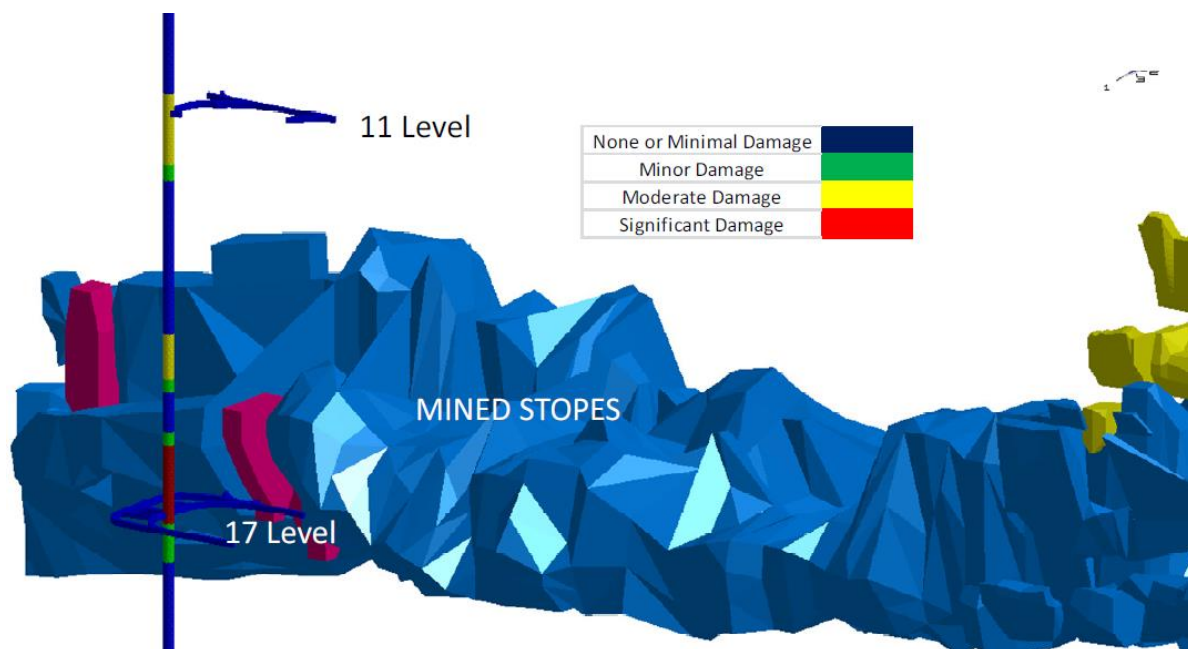 11 Level
None or Minimal Damage
Minor Damage
Moderate Damage
Significant Damage
MINED STOPES
17 Level